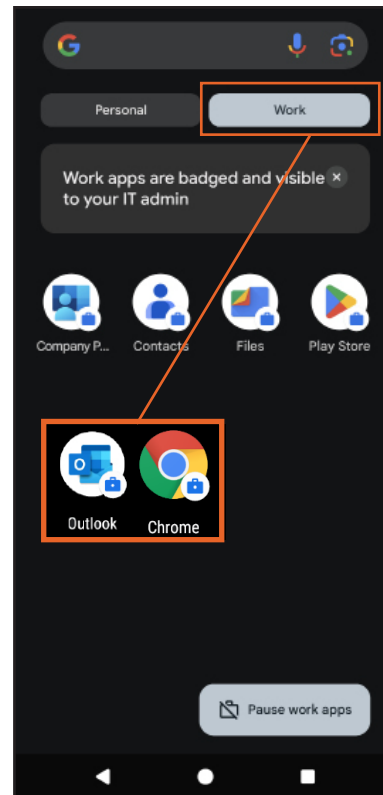 Personal Work
Work apps are badged and visible
to your IT admin
Company P... Contacts Files Play Store
Outlook Chrome
Pause work apps